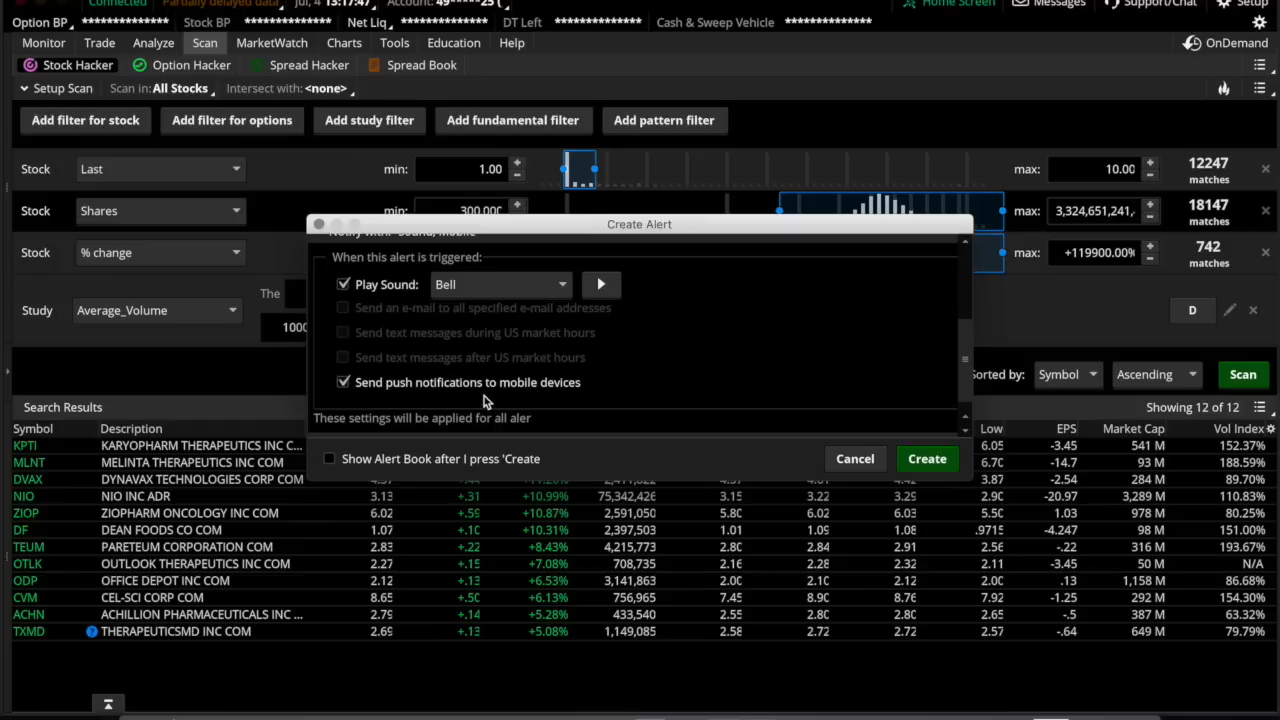 Connected Partially delayed data Jul, 4 13:17:47 Account: 49*****25 ( Home Screen Messages Support/Chat Setup
Option BP ************** Stock BP ************** Net Liq ************** DT Left ************** Cash & Sweep Vehicle **************
Monitor Trade Analyze Scan MarketWatch Charts Tools Education Help OnDemand
Stock Hacker Option Hacker Spread Hacker Spread Book
Setup Scan Scan in: All Stocks Intersect with: <none>
Add filter for stock Add filter for options Add study filter Add fundamental filter Add pattern filter
Stock Last min: 1.00 max: 10.00 12247 matches
Stock Shares min: 300,000 max: 3,324,651,241, 18147 matches
Stock % change max: +119900.00% 742 matches
Study Average_Volume The 1000 D
Create Alert
Notify with: Sound, Mobile
When this alert is triggered:
Play Sound: Bell
Send an e-mail to all specified e-mail addresses
Send text messages during US market hours
Send text messages after US market hours
Send push notifications to mobile devices
These settings will be applied for all aler
Show Alert Book after I press 'Create
Cancel Create
Sorted by: Symbol Ascending Scan
Search Results Showing 12 of 12
Symbol Description Low EPS Market Cap Vol Index
KPTI KARYOPHARM THERAPEUTICS INC C... 6.05 -3.45 541 M 152.37%
MLNT MELINTA THERAPEUTICS INC COM 6.70 -14.7 93 M 188.59%
DVAX DYNAVAX TECHNOLOGIES CORP COM 3.87 -2.54 284 M 89.70%
NIO NIO INC ADR 3.13 +.31 +10.99% 75,342,426 3.15 3.22 3.29 2.90 -20.97 3,289 M 110.83%
ZIOP ZIOPHARM ONCOLOGY INC COM 6.02 +.59 +10.87% 2,591,050 5.80 6.02 6.03 5.50 1.03 978 M 80.25%
DF DEAN FOODS CO COM 1.07 +.10 +10.31% 2,397,503 1.01 1.09 1.08 .9715 -4.247 98 M 151.00%
TEUM PARETEUM CORPORATION COM 2.83 +.22 +8.43% 4,215,773 2.80 2.84 2.91 2.56 -.22 316 M 193.67%
OTLK OUTLOOK THERAPEUTICS INC COM 2.27 +.15 +7.08% 708,735 2.16 2.28 2.32 2.11 -3.45 50 M N/A
ODP OFFICE DEPOT INC COM 2.12 +.13 +6.53% 3,141,863 2.00 2.10 2.12 2.00 .13 1,158 M 86.68%
CVM CEL-SCI CORP COM 8.65 +.50 +6.13% 756,965 7.45 8.90 8.76 7.92 -1.25 292 M 154.30%
ACHN ACHILLION PHARMACEUTICALS INC ... 2.79 +.14 +5.28% 433,540 2.55 2.80 2.80 2.65 -.5 387 M 63.32%
TXMD THERAPEUTICSMD INC COM 2.69 +.13 +5.08% 1,149,085 2.58 2.72 2.72 2.57 -.64 649 M 79.79%